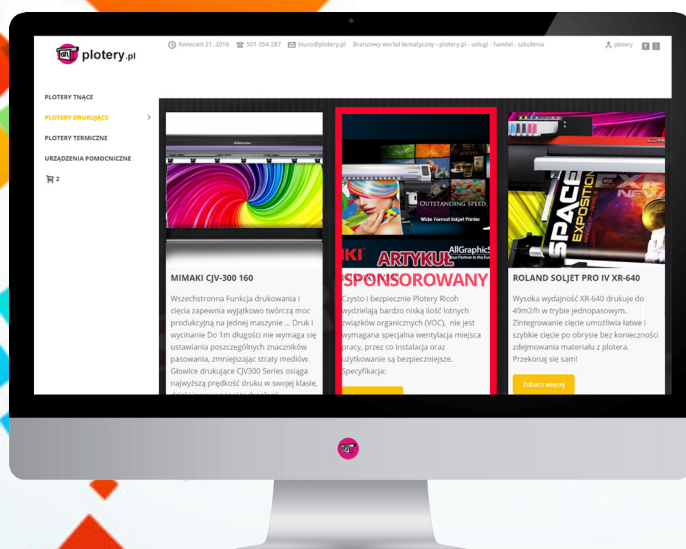 plotery.pl
Kwiecień 21, 2016 501 054 287 biuro@plotery.pl Branżowy wortal tematyczny - plotery.pl - usługi - handel - szkolenia
plotery
PLOTERY TNĄCE
PLOTERY DRUKUJĄCE
PLOTERY TERMICZNE
URZĄDZENIA POMOCNICZNE
2
MIMAKI CJV-300 160
Wszechstronna Funkcja drukowania i
cięcia zapewnia wyjątkowo twórczą moc
produkcyjną na jednej maszynie ... Druk i
wycinanie Do 1m długości nie wymaga się
ustawiania poszczególnych znaczników
pasowania, zmniejszając straty mediów.
Głowice drukujące CJV300 Series osiąga
najwyższą prędkość druku w swojej klasie,
OUTSTANDING SPEED,
Wide Format Inkjet Printer
AllGraphics
Your Partner in the
ARTYKUŁ
SPONSOROWANY
Czysto i bezpiecznie Plotery Ricoh
wydzielają bardzo niską ilość lotnych
związków organicznych (VOC), nie jest
wymagana specjalna wentylacja miejsca
pracy, przez co instalacja oraz
użytkowanie są bezpieczniejsze.
Specyfikacja:
SPACE
EXPOSITION
ROLAND SOLJET PRO IV XR-640
Wysoka wydajność XR-640 drukuje do
49m2/h w trybie jednopasowym.
Zintegrowanie cięcie umożliwia łatwe i
szybkie cięcie po obrysie bez konieczności
zdejmowania materiału z plotera.
Przekonaj się sam!
Zobacz więcej